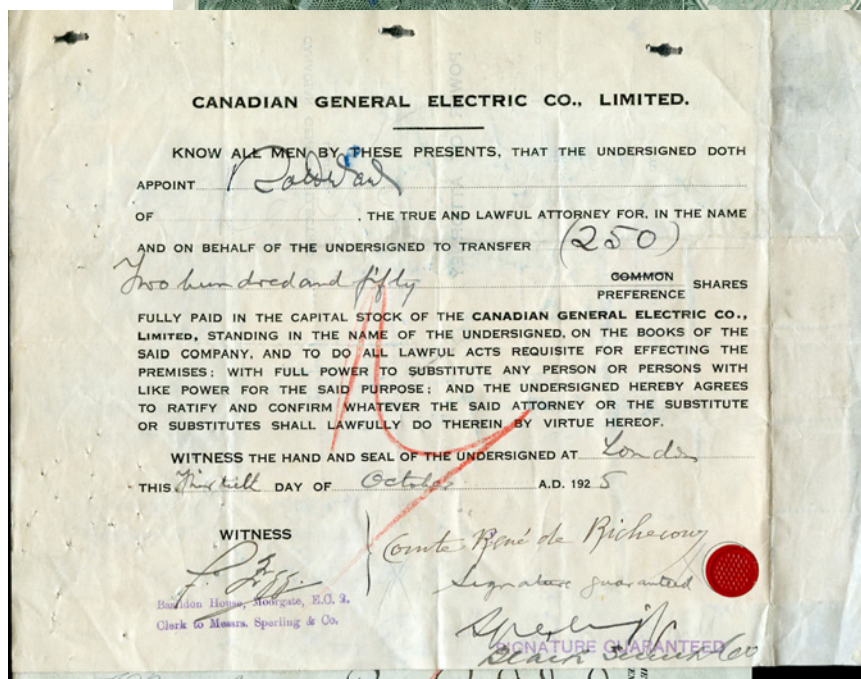 CANADIAN GENERAL ELECTRIC CO., LIMITED.
KNOW ALL MEN BY THESE PRESENTS, THAT THE UNDERSIGNED DOTH
APPOINT
OF , THE TRUE AND LAWFUL ATTORNEY FOR, IN THE NAME
AND ON BEHALF OF THE UNDERSIGNED TO TRANSFER (250)
Two hundred and fifty COMMON
PREFERENCE SHARES
FULLY PAID IN THE CAPITAL STOCK OF THE CANADIAN GENERAL ELECTRIC CO.,
LIMITED, STANDING IN THE NAME OF THE UNDERSIGNED, ON THE BOOKS OF THE
SAID COMPANY, AND TO DO ALL LAWFUL ACTS REQUISITE FOR EFFECTING THE
PREMISES; WITH FULL POWER TO SUBSTITUTE ANY PERSON OR PERSONS WITH
LIKE POWER FOR THE SAID PURPOSE; AND THE UNDERSIGNED HEREBY AGREES
TO RATIFY AND CONFIRM WHATEVER THE SAID ATTORNEY OR THE SUBSTITUTE
OR SUBSTITUTES SHALL LAWFULLY DO THEREIN BY VIRTUE HEREOF.
WITNESS THE HAND AND SEAL OF THE UNDERSIGNED AT London
THIS Thirtieth DAY OF October A.D. 1925
WITNESS
Comte René de Richecour
Signature guaranteed
Basildon House, Moorgate, E.C. 2.
Clerk to Messrs. Sperling & Co.
SIGNATURE GUARANTEED